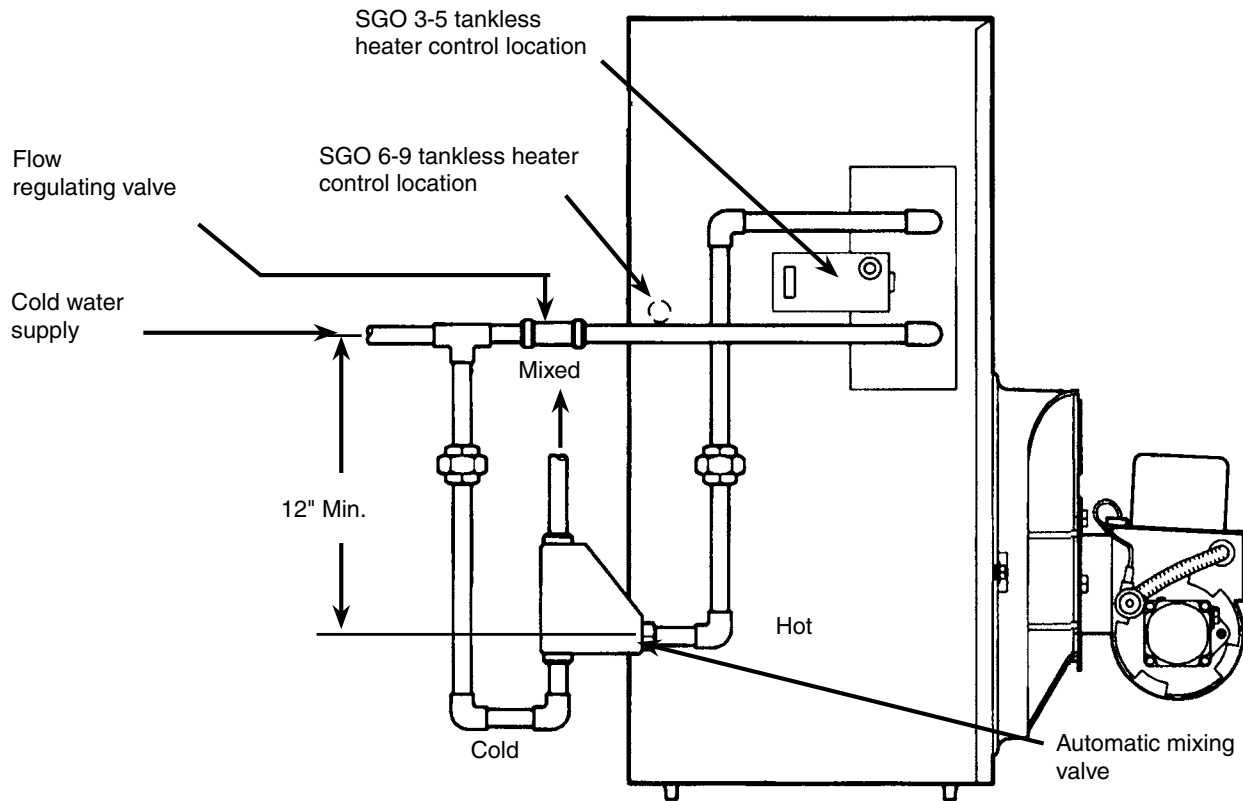 SGO 3-5 tankless
heater control location
SGO 6-9 tankless heater
control location
Flow
regulating valve
Cold water
supply
Mixed
12" Min.
Hot
Cold
Automatic mixing
valve